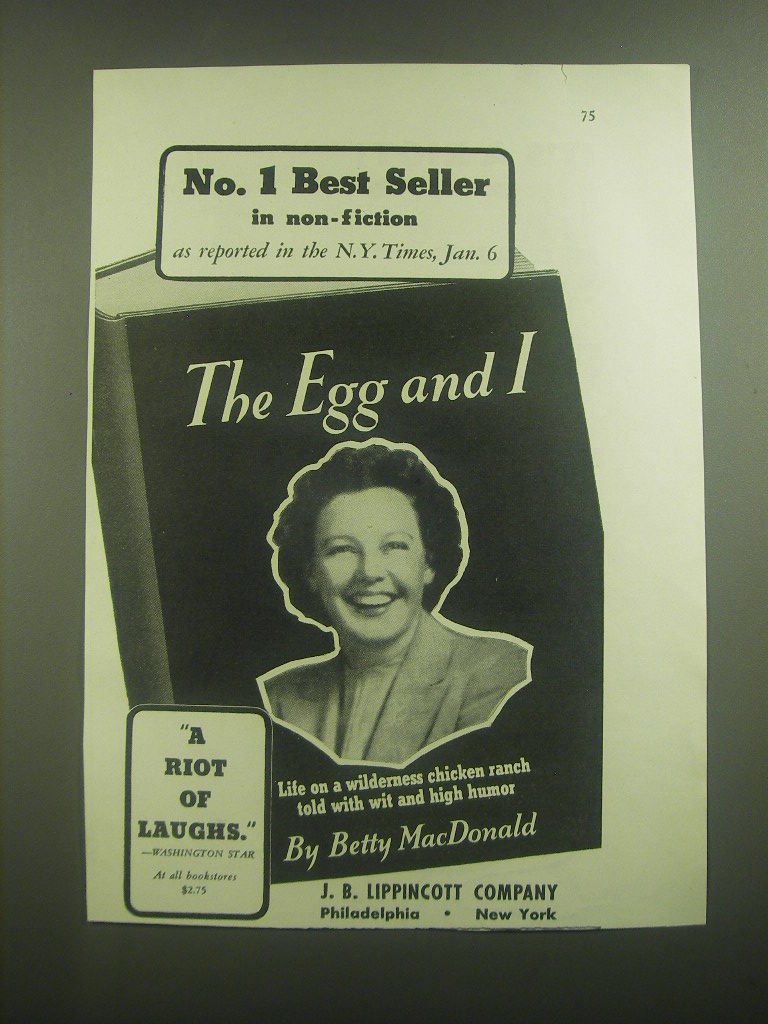 75
No. 1 Best Seller
in non-fiction
as reported in the N.Y. Times, Jan. 6
The Egg and I
Life on a wilderness chicken ranch
told with wit and high humor
By Betty MacDonald
"A
RIOT
OF
LAUGHS."
—WASHINGTON STAR
At all bookstores
$2.75
J. B. LIPPINCOTT COMPANY
Philadelphia • New York